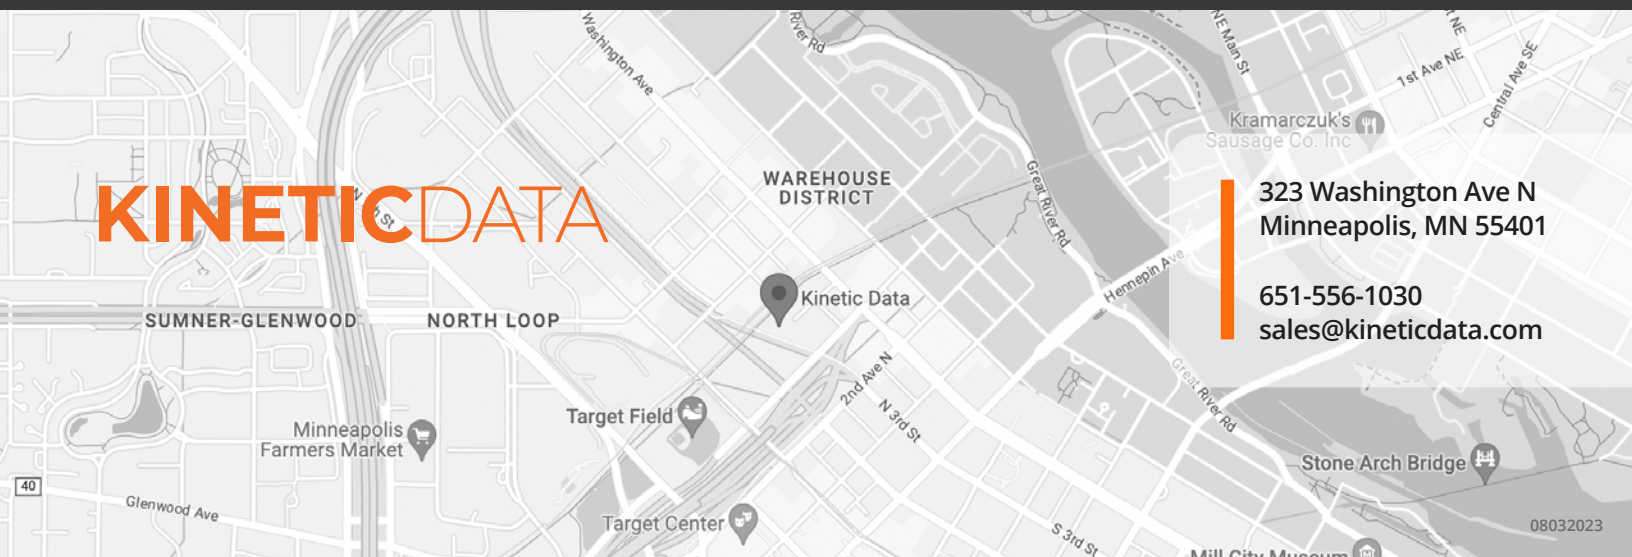 Washington Ave
River Rd
NE Main St
1st Ave NE
Central Ave SE
Kramarczuk's
Sausage Co. Inc
WAREHOUSE
DISTRICT
Great River Rd
KINETICDATA
323 Washington Ave N
Minneapolis, MN 55401
651-556-1030
sales@kineticdata.com
Hennepin Ave
Kinetic Data
SUMNER-GLENWOOD
NORTH LOOP
2nd Ave N
Great River Rd
N 3rd St
Target Field
Minneapolis
Farmers Market
Stone Arch Bridge
40
Glenwood Ave
Target Center
S 3rd St
Mill City Museum
08032023